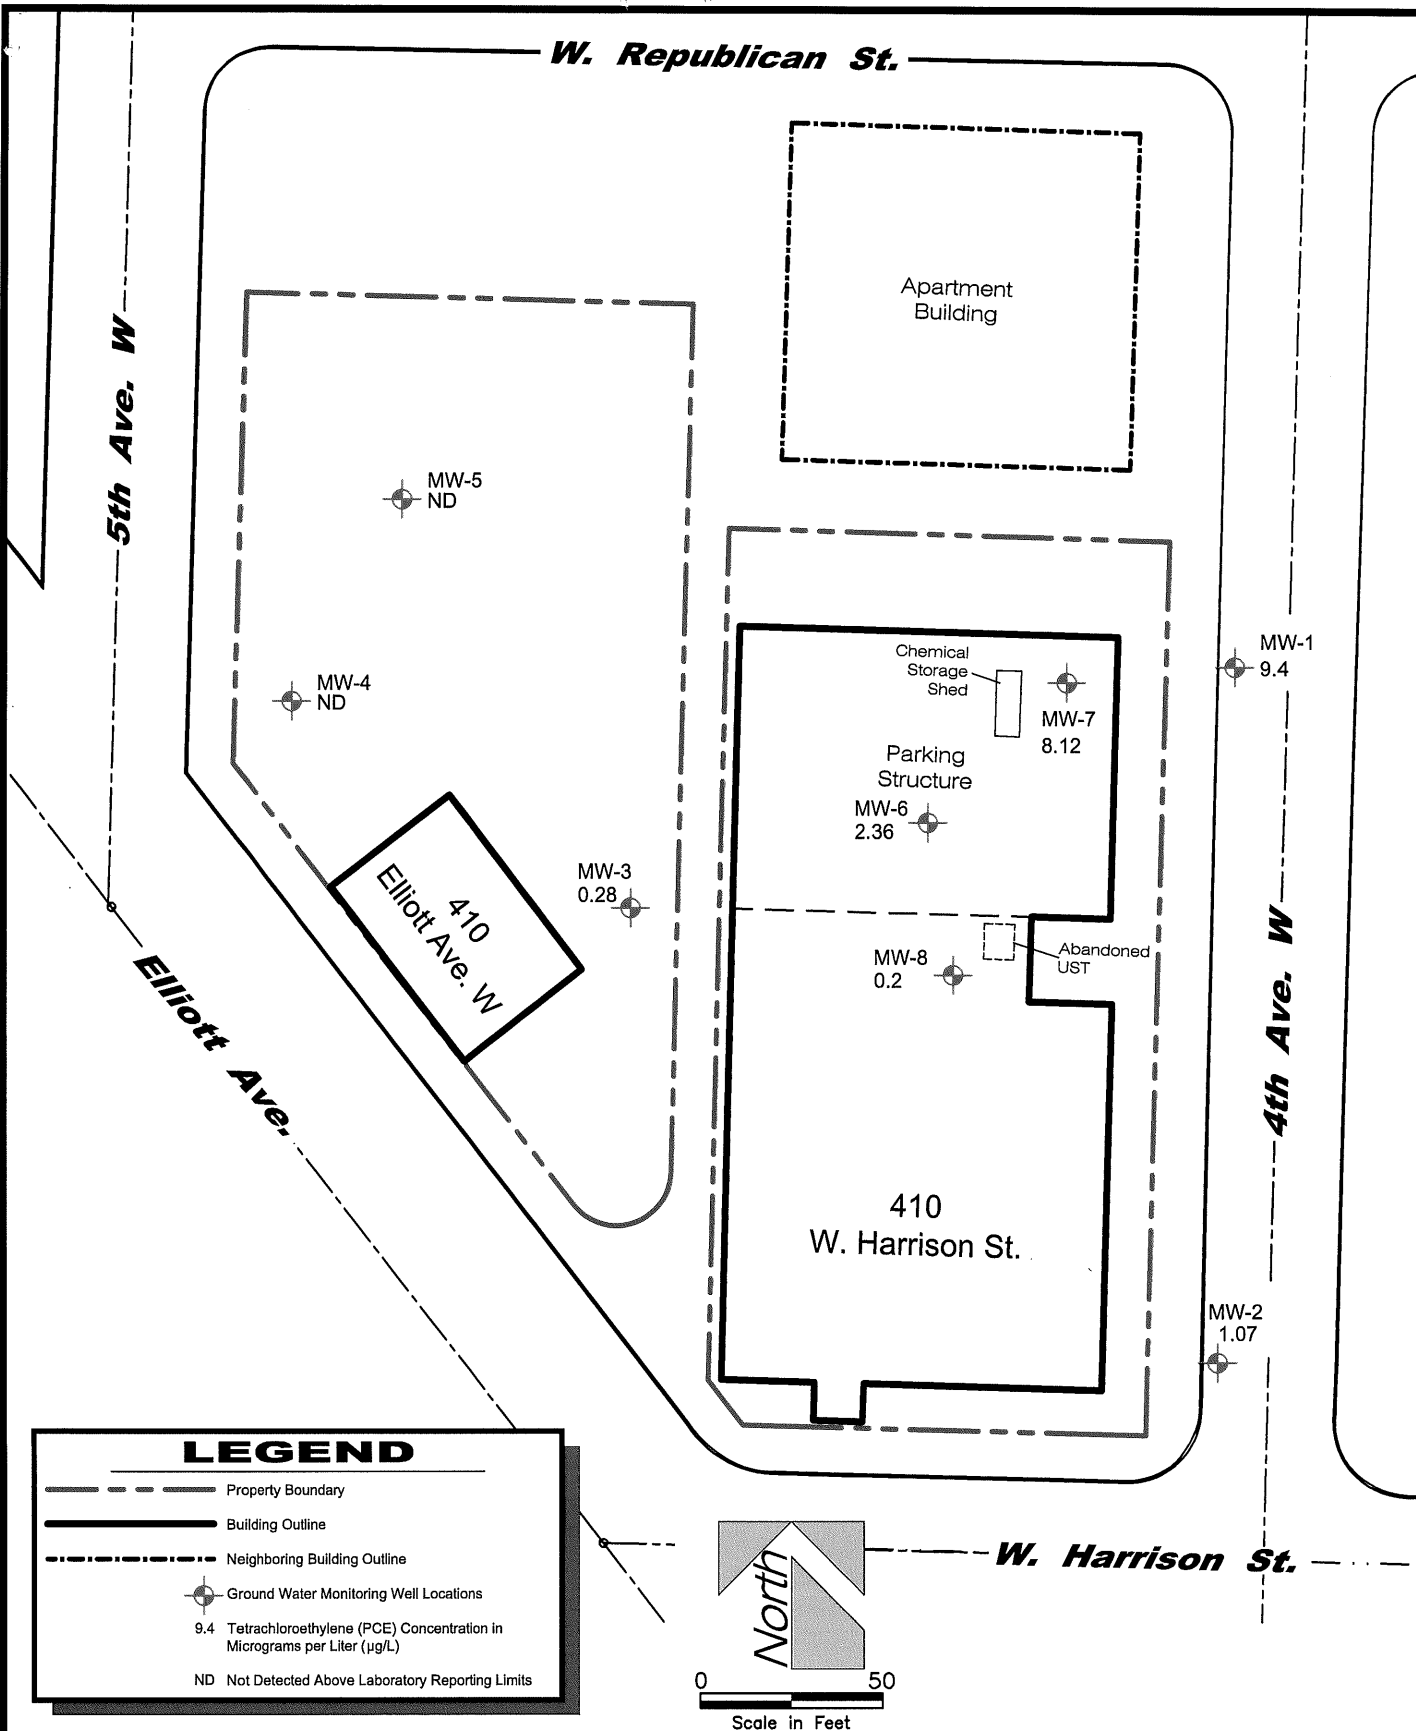 W. Republican St.
Apartment
Building
5th Ave. W
MW-5
ND
MW-4
ND
Chemical
Storage
Shed
MW-1
9.4
MW-7
8.12
Parking
Structure
MW-6
2.36
MW-3
0.28
410
Elliott Ave. W
MW-8
0.2
Abandoned
UST
4th Ave. W
Elliott Ave.
410
W. Harrison St.
MW-2
1.07
LEGEND
Property Boundary
Building Outline
Neighboring Building Outline
Ground Water Monitoring Well Locations
9.4 Tetrachloroethylene (PCE) Concentration in
Micrograms per Liter (µg/L)
ND Not Detected Above Laboratory Reporting Limits
North
W. Harrison St.
0 50
Scale in Feet